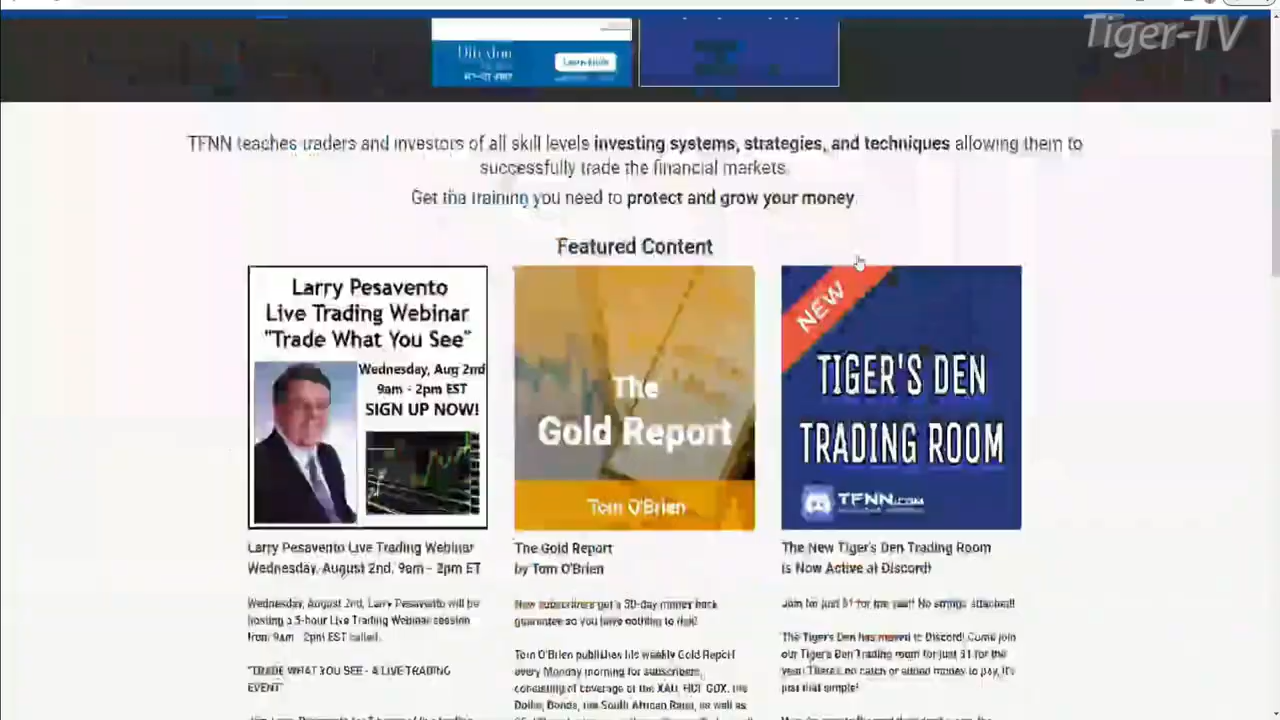 Tiger-TV
TFNN teaches traders and investors of all skill levels investing systems, strategies, and techniques allowing them to
successfully trade the financial markets.
Get the training you need to protect and grow your money.
Featured Content
Larry Pesavento
Live Trading Webinar
"Trade What You See"
Wednesday, Aug 2nd
9am - 2pm EST
SIGN UP NOW!
The
Gold Report
Tom O'Brien
NEW
TIGER'S DEN
TRADING ROOM
TFNN.COM
Larry Pesavento Live Trading Webinar
Wednesday, August 2nd, 9am - 2pm ET
Wednesday, August 2nd, Larry Pesavento will be
hosting a 5-hour Live Trading Webinar session
from 9am - 2pm EST called:
"TRADE WHAT YOU SEE - A LIVE TRADING
EVENT"
The Gold Report
by Tom O'Brien
New subscribers get a 30-day money back
guarantee so you have nothing to risk!
Tom O'Brien publishes his weekly Gold Report
every Monday morning for subscribers,
consisting of coverage of the XAU, HUI, GDX, the
Dollar, Bonds, the South African Rand, as well as
The New Tiger's Den Trading Room
is Now Active at Discord!
Join for just $1 for the year! No strings attached!
The Tiger's Den has moved to Discord! Come join
our Tiger's Den Trading room for just $1 for the
year! There's no catch or added money to pay, it's
just that simple!